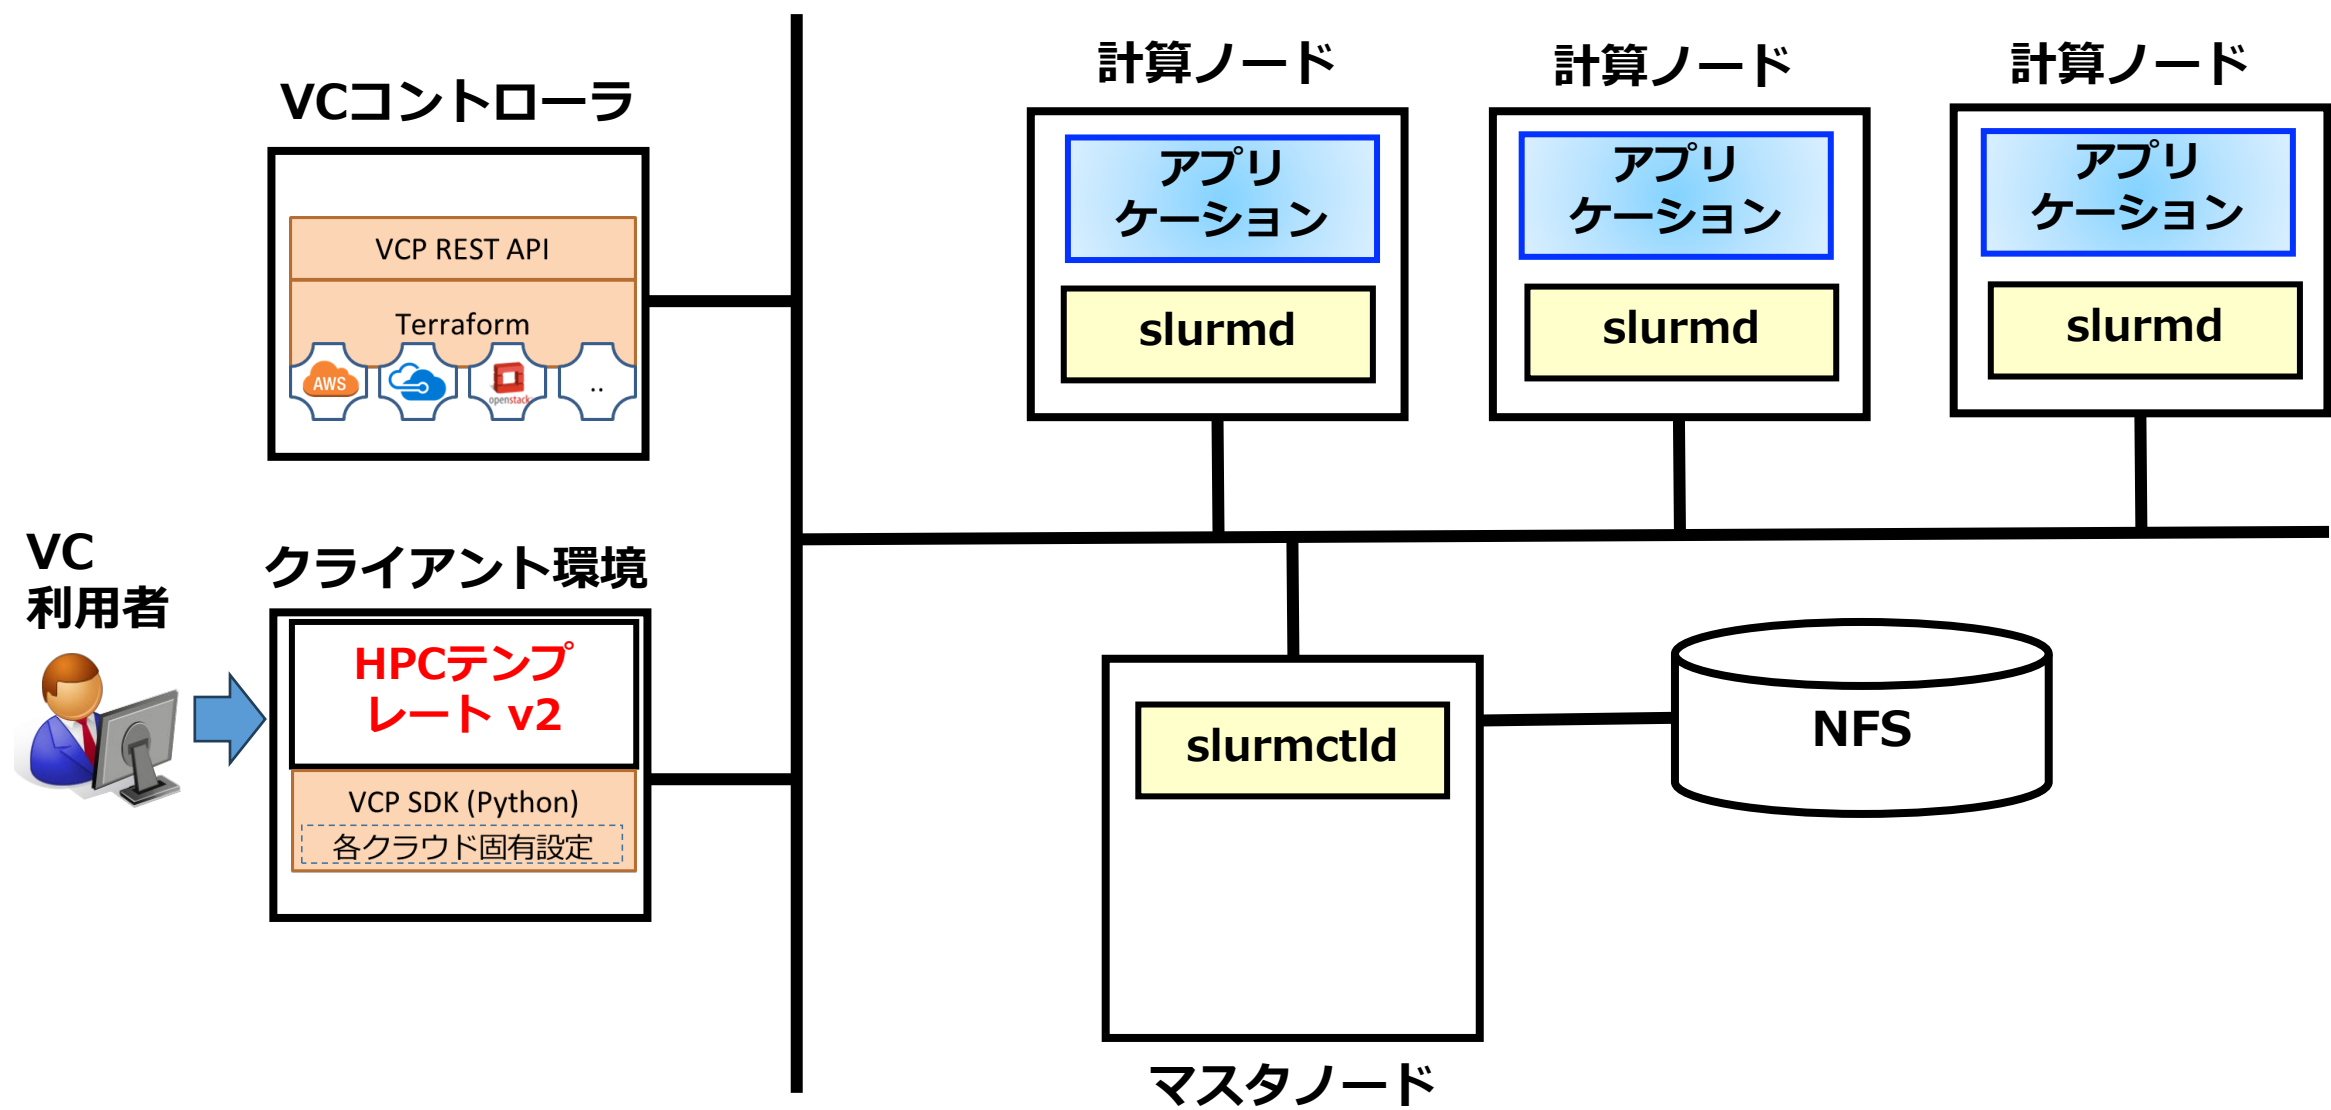 VCコントローラ
VCP REST API
Terraform
AWS
openstack
..
VC
利用者
クライアント環境
HPCテンプ
レート v2
VCP SDK (Python)
各クラウド固有設定
計算ノード
アプリ
ケーション
slurmd
計算ノード
アプリ
ケーション
slurmd
計算ノード
アプリ
ケーション
slurmd
slurmctld
マスタノード
NFS